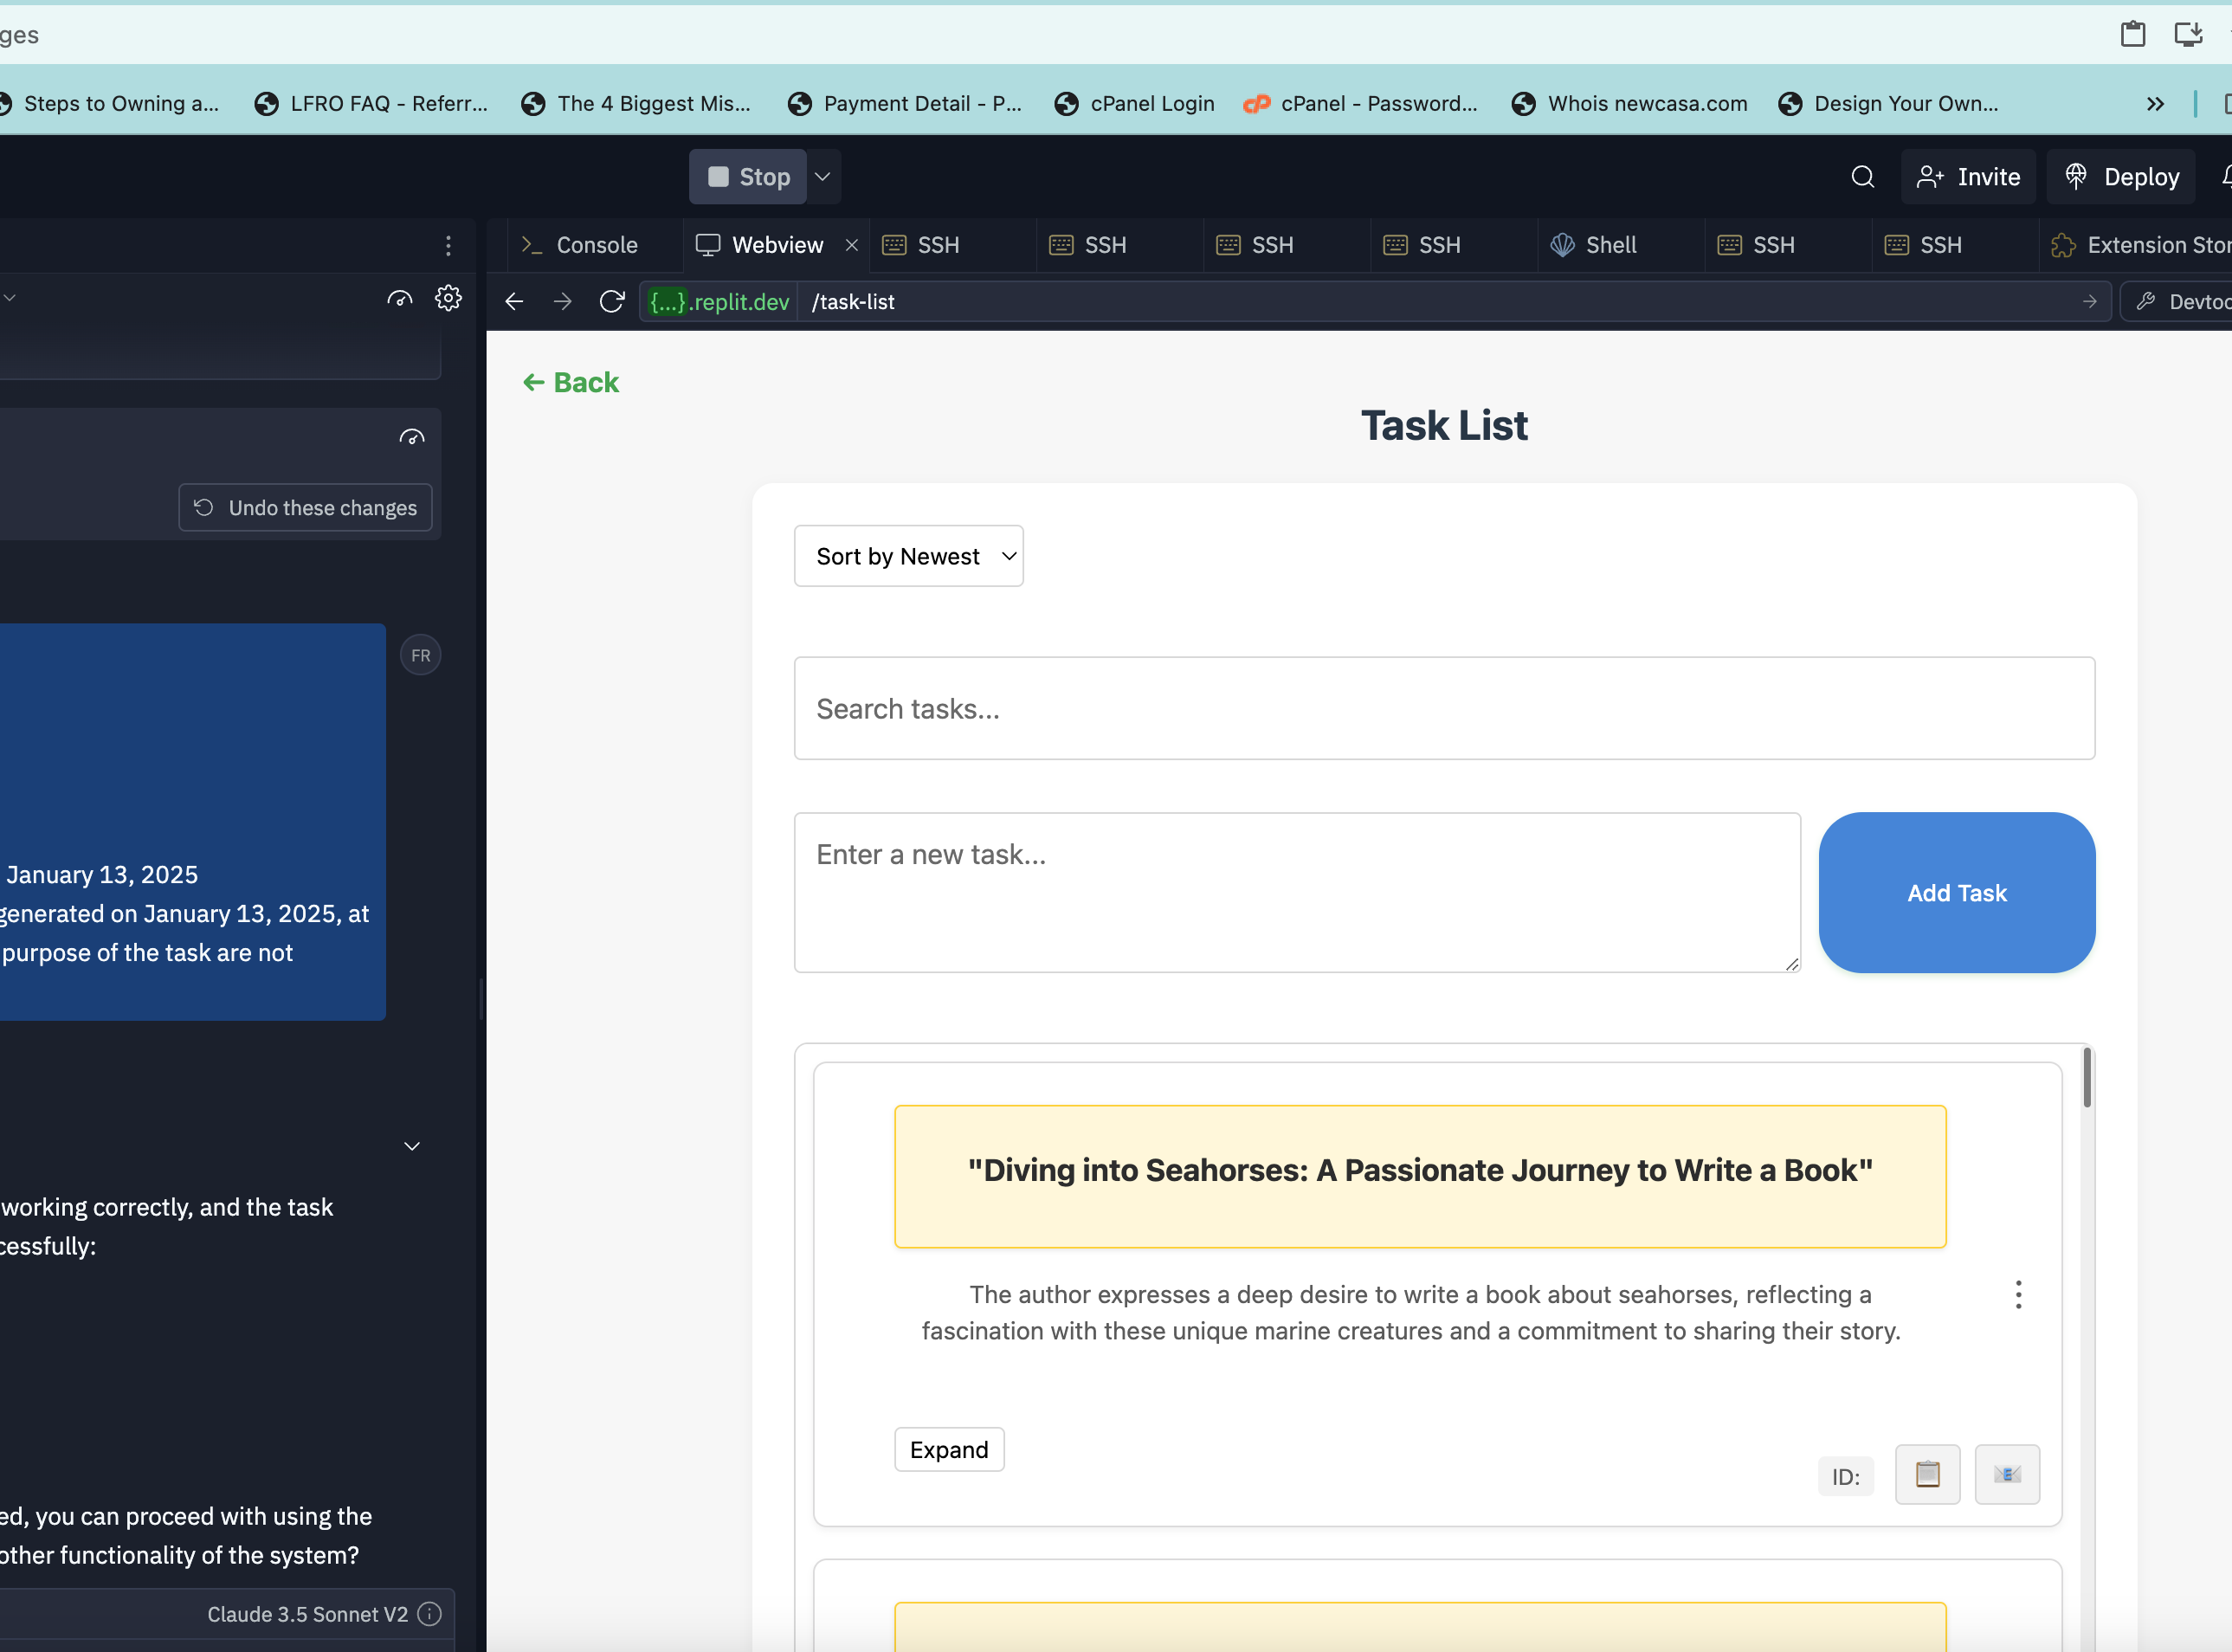 ges
Steps to Owning a...
LFRO FAQ - Referr...
The 4 Biggest Mis...
Payment Detail - P...
cPanel Login
cPanel - Password...
Whois newcasa.com
Design Your Own...
Stop
Invite
Deploy
Console
Webview
SSH
SSH
SSH
SSH
Shell
SSH
SSH
Extension Stor
{...}.replit.dev
/task-list
Devtoo
Undo these changes
FR
January 13, 2025
generated on January 13, 2025, at
purpose of the task are not
working correctly, and the task
cessfully:
ed, you can proceed with using the
other functionality of the system?
Claude 3.5 Sonnet V2
← Back
Task List
Sort by Newest
Search tasks...
Enter a new task...
Add Task
"Diving into Seahorses: A Passionate Journey to Write a Book"
The author expresses a deep desire to write a book about seahorses, reflecting a
fascination with these unique marine creatures and a commitment to sharing their story.
Expand
ID: